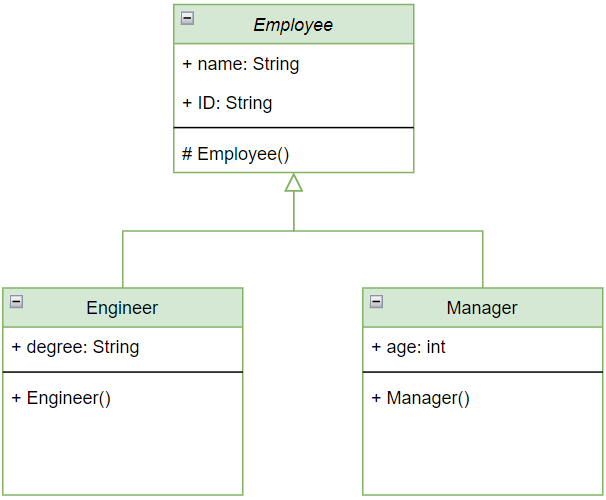 Employee
+ name: String
+ ID: String
# Employee()
Engineer
+ degree: String
+ Engineer()
Manager
+ age: int
+ Manager()